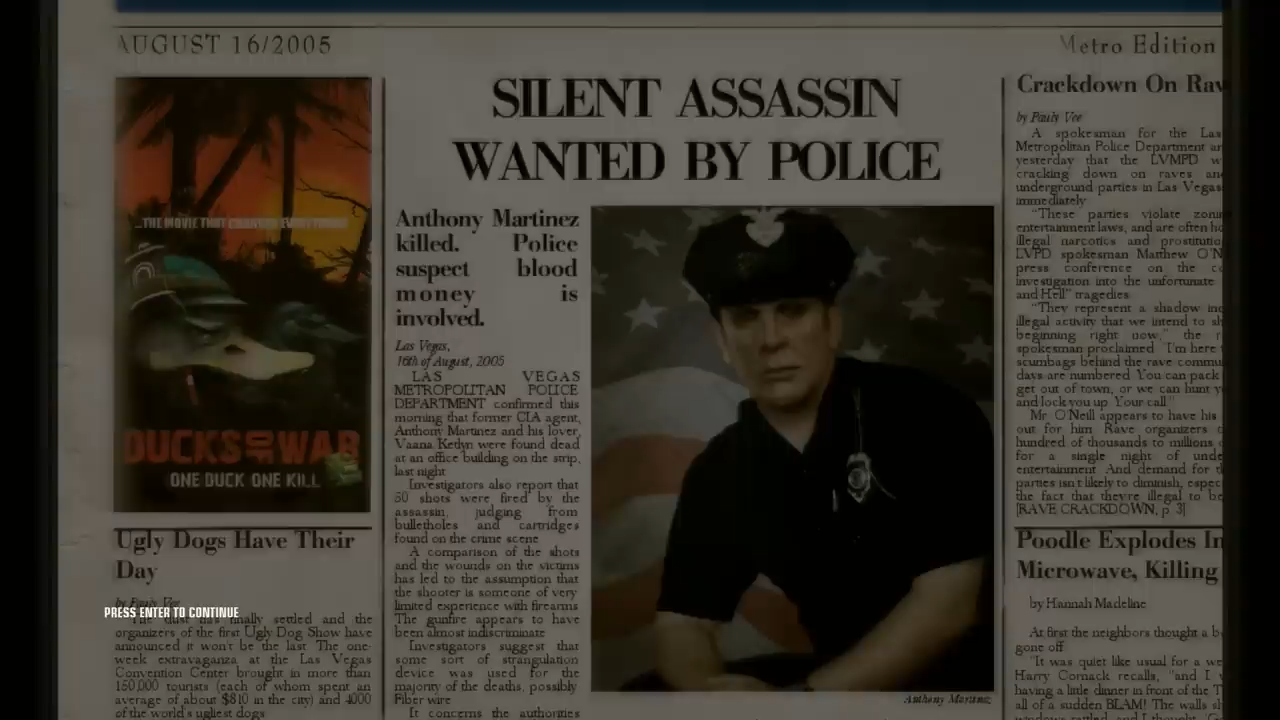 AUGUST 16/2005
Metro Edition
...THE MOVIE THAT CHANGES EVERYTHING
DUCKS OF WAR
ONE DUCK ONE KILL
Ugly Dogs Have Their
Day
by Pauly Vee
PRESS ENTER TO CONTINUE
The dust has finally settled and the
organizers of the first Ugly Dog Show have
announced it won't be the last The one-
week extravaganza at the Las Vegas
Convention Center brought in more than
150,000 tourists (each of whom spent an
average of about $810 in the city) and 4000
of the world's ugliest dogs
SILENT ASSASSIN
WANTED BY POLICE
Anthony Martinez
killed. Police
suspect blood
money is
involved.
Las Vegas,
16th of August, 2005
LAS VEGAS
METROPOLITAN POLICE
DEPARTMENT confirmed this
morning that former CIA agent,
Anthony Martinez and his lover,
Vaana Ketlyn were found dead
at an office building on the strip,
last night
Investigators also report that
50 shots were fired by the
assassin, judging from
bulletholes and cartridges
found on the crime scene
A comparison of the shots
and the wounds on the victims
has led to the assumption that
the shooter is someone of very
limited experience with firearms
The gunfire appears to have
been almost indiscriminate
Investigators suggest that
some sort of strangulation
device was used for the
majority of the deaths, possibly
Fiber wire
It concerns the authorities
Anthony Martinez
Crackdown On Rav
by Pauly Vee
A spokesman for the Las
Metropolitan Police Department an
yesterday that the LVMPD w
cracking down on raves and
underground parties in Las Vegas
immediately
"These parties violate zonin
entertainment laws, and are often ho
illegal narcotics and prostitutio
LVPD spokesman Matthew O'N
press conference on the co
investigation into the unfortunate
and Hell" tragedies
"They represent a shadow ind
illegal activity that we intend to sh
beginning right now," the r
spokesman proclaimed "I'm here t
scumbags behind the rave commu
days are numbered You can pack
get out of town, or we can hunt y
and lock you up Your call"
Mr O'Neill appears to have his
out for him Rave organizers c
hundred of thousands to millions o
for a single night of unde
entertainment And demand for t
parties isn't likely to diminish, espec
the fact that they're illegal to be
[RAVE CRACKDOWN, p 3]
Poodle Explodes In
Microwave, Killing
by Hannah Madeline
At first the neighbors thought a b
gone off
"It was quiet like usual for a we
Harry Cornack recalls, "and I w
having a little dinner in front of the T
all of a sudden BLAM! The walls sh